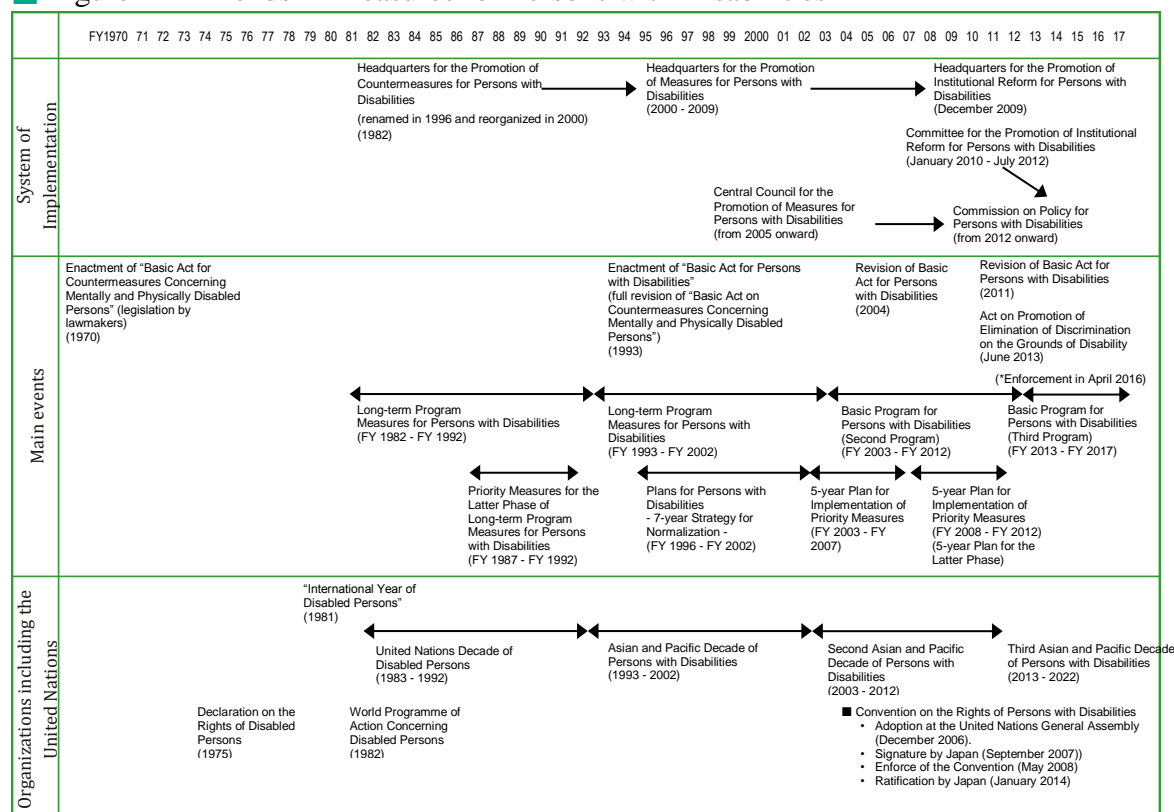 FY1970 71 72 73 74 75 76 77 78 79 80 81 82 83 84 85 86 87 88 89 90 91 92 93 94 95 96 97 98 99 2000 01 02 03 04 05 06 07 08 09 10 11 12 13 14 15 16 17
System of
Implementation
Headquarters for the Promotion of
Countermeasures for Persons with
Disabilities
(renamed in 1996 and reorganized in 2000)
(1982)
Headquarters for the Promotion
of Measures for Persons with
Disabilities
(2000 - 2009)
Headquarters for the Promotion of
Institutional Reform for Persons with
Disabilities
(December 2009)
Committee for the Promotion of Institutional
Reform for Persons with Disabilities
(January 2010 - July 2012)
Central Council for the
Promotion of Measures for
Persons with Disabilities
(from 2005 onward)
Commission on Policy for
Persons with Disabilities
(from 2012 onward)
Main events
Enactment of “Basic Act for
Countermeasures Concerning
Mentally and Physically Disabled
Persons” (legislation by
lawmakers)
(1970)
Enactment of “Basic Act for Persons
with Disabilities”
(full revision of “Basic Act on
Countermeasures Concerning
Mentally and Physically Disabled
Persons”)
(1993)
Revision of Basic
Act for Persons
with Disabilities
(2004)
Revision of Basic Act for
Persons with Disabilities
(2011)
Act on Promotion of
Elimination of Discrimination
on the Grounds of Disability
(June 2013)
(*Enforcement in April 2016)
Long-term Program
Measures for Persons with Disabilities
(FY 1982 - FY 1992)
Long-term Program
Measures for Persons with
Disabilities
(FY 1993 - FY 2002)
Basic Program for
Persons with Disabilities
(Second Program)
(FY 2003 - FY 2012)
Basic Program for
Persons with Disabilities
(Third Program)
(FY 2013 - FY 2017)
Priority Measures for the
Latter Phase of
Long-term Program
Measures for Persons
with Disabilities
(FY 1987 - FY 1992)
Plans for Persons with
Disabilities
- 7-year Strategy for
Normalization -
(FY 1996 - FY 2002)
5-year Plan for
Implementation of
Priority Measures
(FY 2003 - FY
2007)
5-year Plan for
Implementation of
Priority Measures
(FY 2008 - FY 2012)
(5-year Plan for the
Latter Phase)
Organizations including the
United Nations
“International Year of
Disabled Persons”
(1981)
United Nations Decade of
Disabled Persons
(1983 - 1992)
Asian and Pacific Decade of
Persons with Disabilities
(1993 - 2002)
Second Asian and Pacific
Decade of Persons with
Disabilities
(2003 - 2012)
Third Asian and Pacific Decade
of Persons with Disabilities
(2013 - 2022)
Declaration on the
Rights of Disabled
Persons
(1975)
World Programme of
Action Concerning
Disabled Persons
(1982)
■ Convention on the Rights of Persons with Disabilities
• Adoption at the United Nations General Assembly
(December 2006).
• Signature by Japan (September 2007))
• Enforce of the Convention (May 2008)
• Ratification by Japan (January 2014)